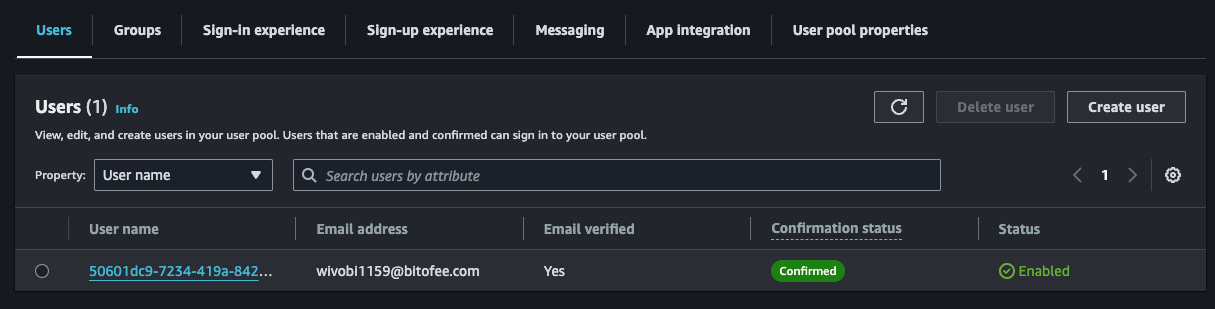 Users Groups Sign-in experience Sign-up experience Messaging App integration User pool properties
Users (1) Info
Delete user Create user
View, edit, and create users in your user pool. Users that are enabled and confirmed can sign in to your user pool.
Property: User name Search users by attribute 1
User name Email address Email verified Confirmation status Status
50601dc9-7234-419a-842... wivobi1159@bitofee.com Yes Confirmed Enabled